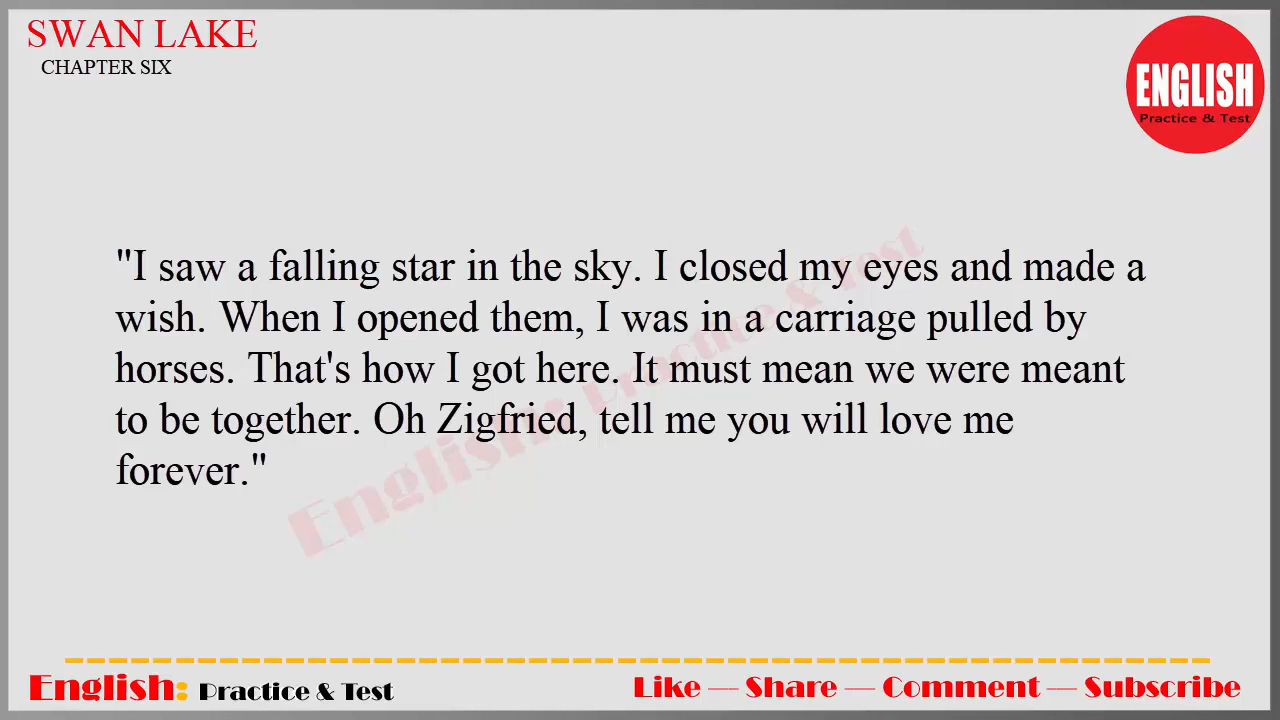 SWAN LAKE
CHAPTER SIX
ENGLISH
Practice & Test
"I saw a falling star in the sky. I closed my eyes and made a
wish. When I opened them, I was in a carriage pulled by
horses. That's how I got here. It must mean we were meant
to be together. Oh Zigfried, tell me you will love me
forever."
English Practice & Test
English: Practice & Test
Like — Share — Comment — Subscribe